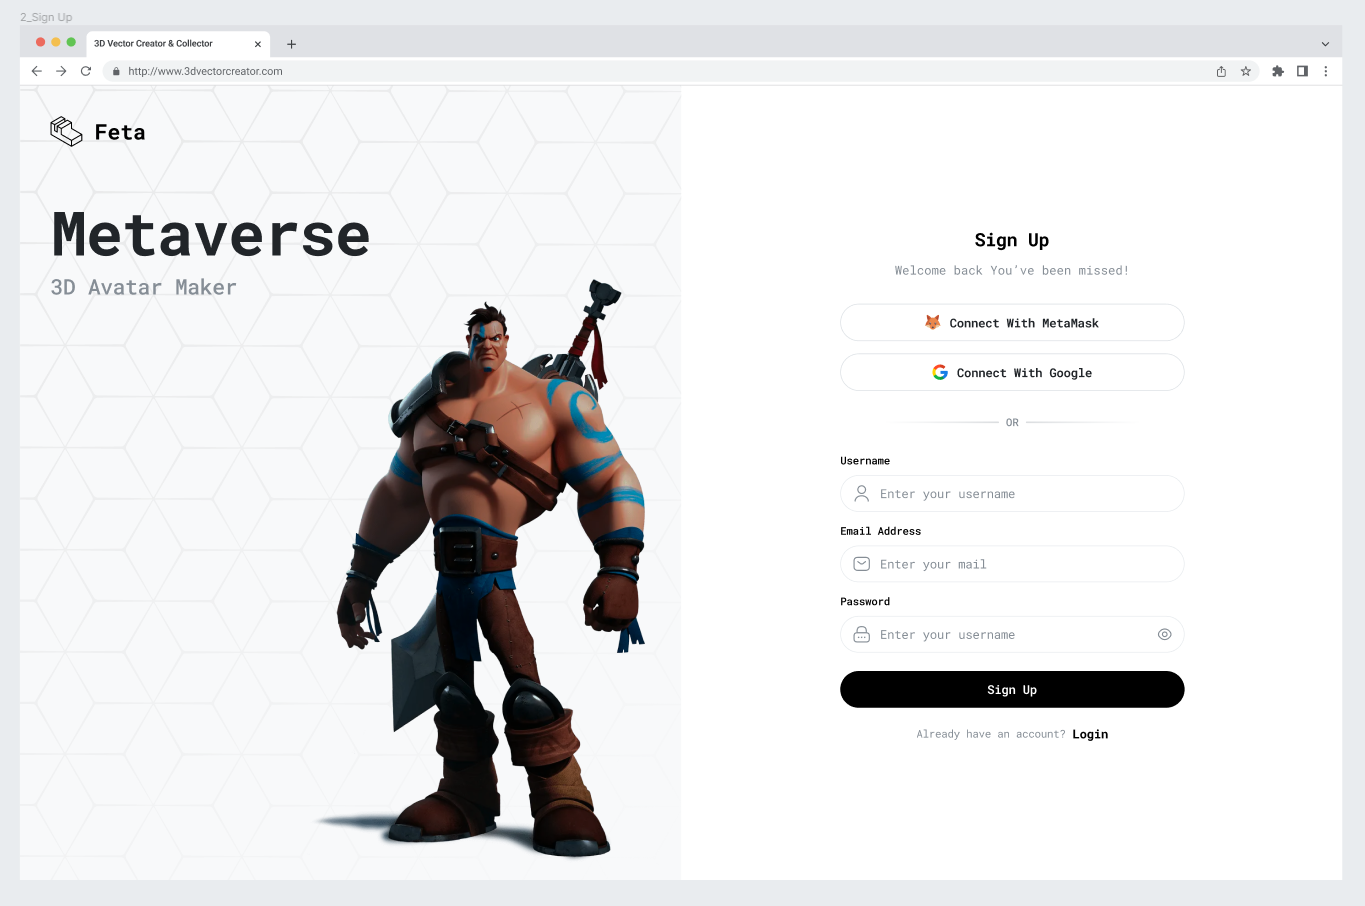 2_Sign Up
3D Vector Creator & Collector
http://www.3dvectorcreator.com
Feta
Metaverse
3D Avatar Maker
Sign Up
Welcome back You’ve been missed!
Connect With MetaMask
Connect With Google
OR
Username
Enter your username
Email Address
Enter your mail
Password
Enter your username
Sign Up
Already have an account? Login